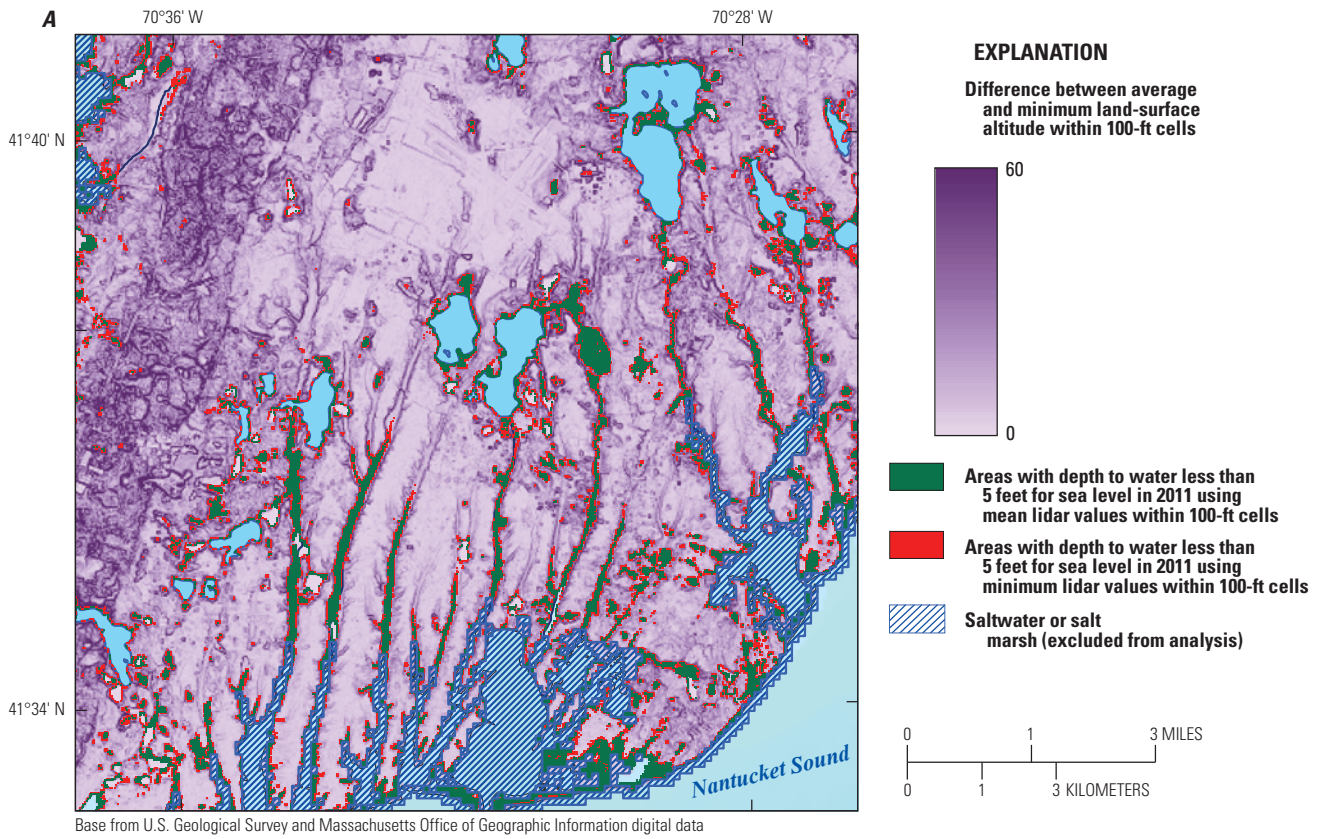 A
70°36' W
70°28' W
41°40' N
41°34' N
Nantucket Sound
Base from U.S. Geological Survey and Massachusetts Office of Geographic Information digital data
EXPLANATION
Difference between average
and minimum land-surface
altitude within 100-ft cells
60
0
Areas with depth to water less than
5 feet for sea level in 2011 using
mean lidar values within 100-ft cells
Areas with depth to water less than
5 feet for sea level in 2011 using
minimum lidar values within 100-ft cells
Saltwater or salt
marsh (excluded from analysis)
0 1 3 MILES
0 1 3 KILOMETERS